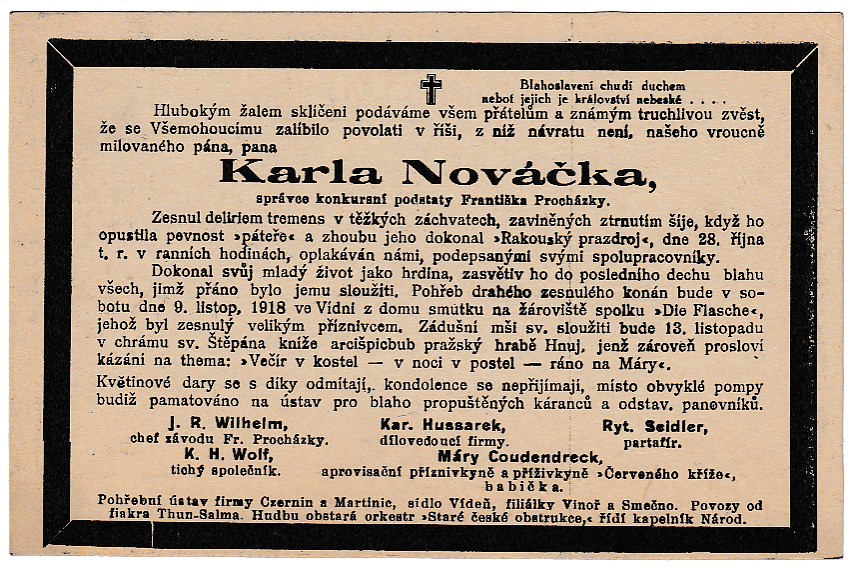 Blahoslavení chudí duchem
neboť jejich je království nebeské . . . .
Hlubokým žalem sklíčeni podáváme všem přátelům a známým truchlivou zvěst,
že se Všemohoucímu zalíbilo povolati v říši, z níž návratu není, našeho vroucně
milovaného pána, pana
Karla Nováčka,
správce konkursní podstaty Františka Procházky.
Zesnul deliriem tremens v těžkých záchvatech, zaviněných ztrnutím šíje, když ho
opustila pevnost »páteře« a zhoubu jeho dokonal »Rakouský prazdroj«, dne 28. října
t. r. v ranních hodinách, oplakáván námi, podepsanými svými spolupracovníky.
Dokonal svůj mladý život jako hrdina, zasvětiv ho do posledního dechu blahu
všech, jimž přáno bylo jemu sloužiti. Pohřeb drahého zesnulého konán bude v so-
botu dne 9. listop, 1918 ve Vídni z domu smutku na žároviště spolku »Die Flasche«,
jehož byl zesnulý velikým příznivcem. Zádušní mši sv. sloužiti bude 13. listopadu
v chrámu sv. Štěpána kníže arcišpicbub pražský hrabě Hnuj, jenž zároveň prosloví
kázání na thema: »Večír v kostel — v noci v postel — ráno na Máry«.
Květinové dary se s díky odmítají,. kondolence se nepřijímají, místo obvyklé pompy
budiž pamatováno na ústav pro blaho propuštěných káranců a odstav. panovníků.
J. R. Wilhelm, Kar. Hussarek, Ryt. Seidler,
chef závodu Fr. Procházky. dílovedoucí firmy. partafír.
K. H. Wolf, Máry Coudendreck,
tichý společník. aprovisační příznivkyně a příživkyně »Červeného kříže«,
babička.
Pohřební ústav firmy Czernin a Martinic, sídlo Vídeň, filiálky Vinoř a Smečno. Povozy od
fiakra Thun-Salma. Hudbu obstará orkestr »Staré české obstrukce,« řídí kapelník Národ.